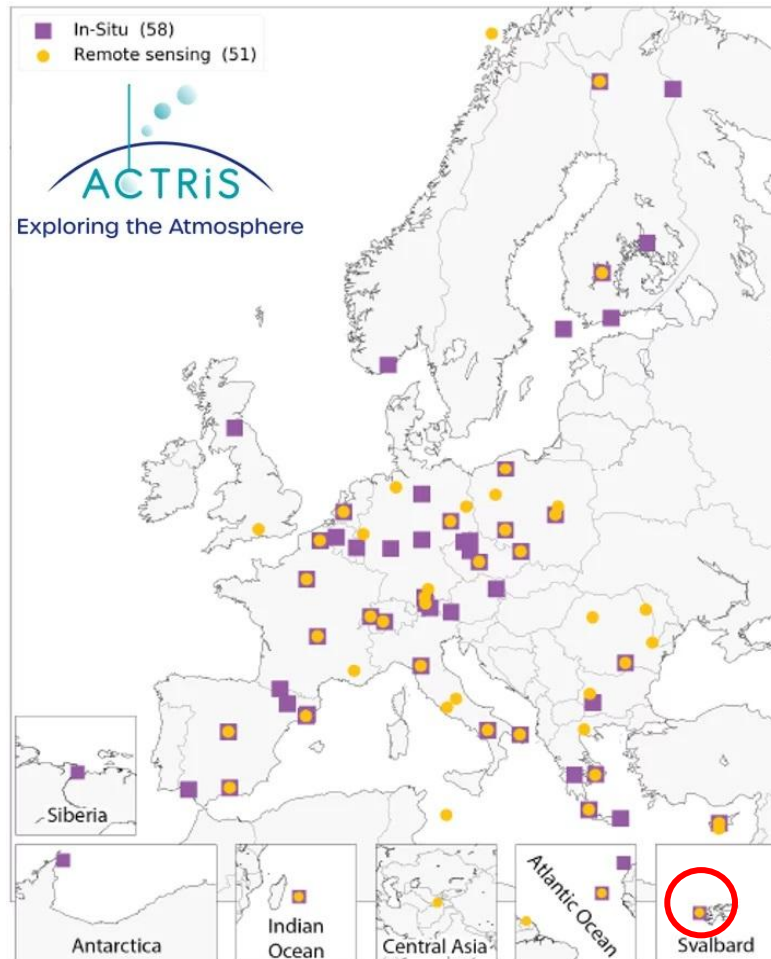 In-Situ (58)
Remote sensing (51)
ACTRiS
Exploring the Atmosphere
Siberia
Antarctica
Indian
Ocean
Central Asia
Atlantic Ocean
Svalbard